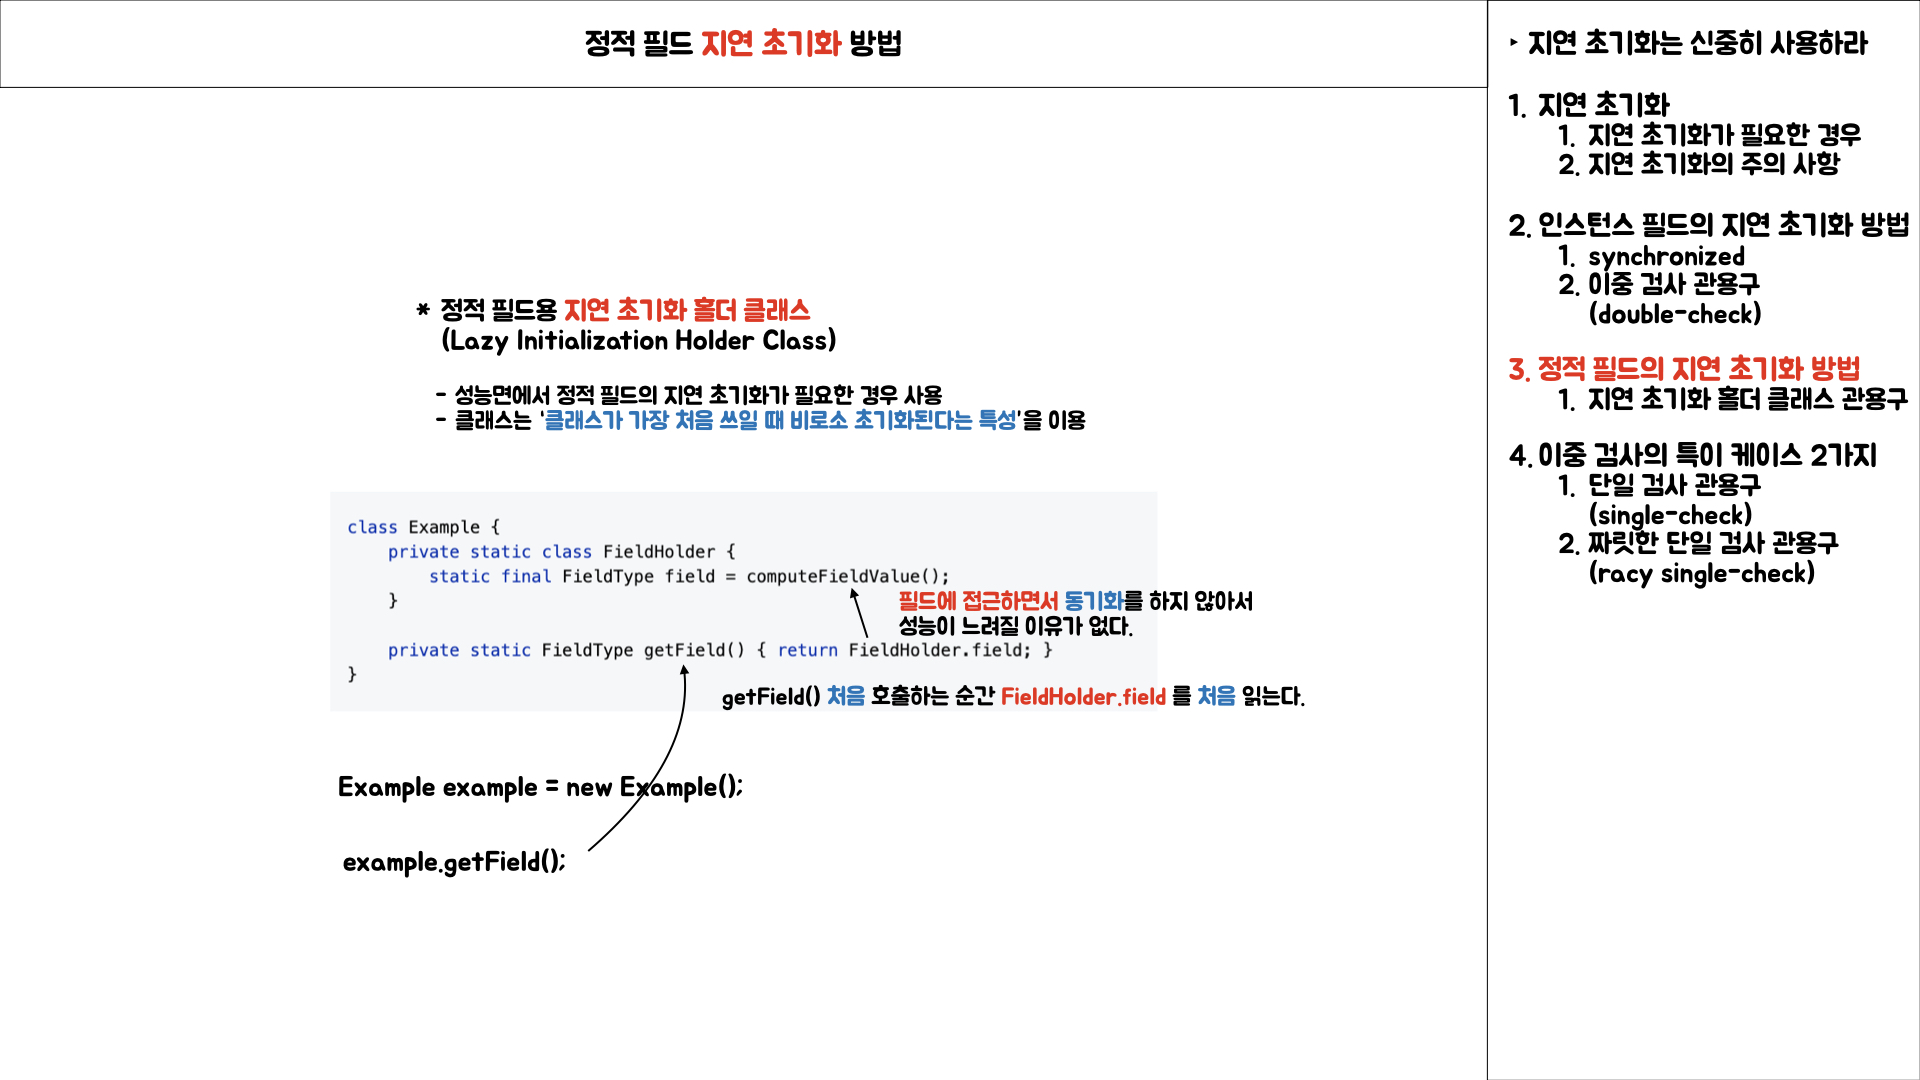 정적 필드 지연 초기화 방법
* 정적 필드용 지연 초기화 홀더 클래스
(Lazy Initialization Holder Class)
- 성능면에서 정적 필드의 지연 초기화가 필요한 경우 사용
- 클래스는 '클래스가 가장 처음 쓰일 때 비로소 초기화된다는 특성'을 이용
class Example {
    private static class FieldHolder {
        static final FieldType field = computeFieldValue();
    }
필드에 접근하면서 동기화를 하지 않아서
성능이 느려질 이유가 없다.
    private static FieldType getField() { return FieldHolder.field; }
}
getField() 처음 호출하는 순간 FieldHolder.field 를 처음 읽는다.
Example example = new Example();
example.getField();
‣ 지연 초기화는 신중히 사용하라
1. 지연 초기화
1. 지연 초기화가 필요한 경우
2. 지연 초기화의 주의 사항
2. 인스턴스 필드의 지연 초기화 방법
1. synchronized
2. 이중 검사 관용구
(double-check)
3. 정적 필드의 지연 초기화 방법
1. 지연 초기화 홀더 클래스 관용구
4. 이중 검사의 특이 케이스 2가지
1. 단일 검사 관용구
(single-check)
2. 짜릿한 단일 검사 관용구
(racy single-check)